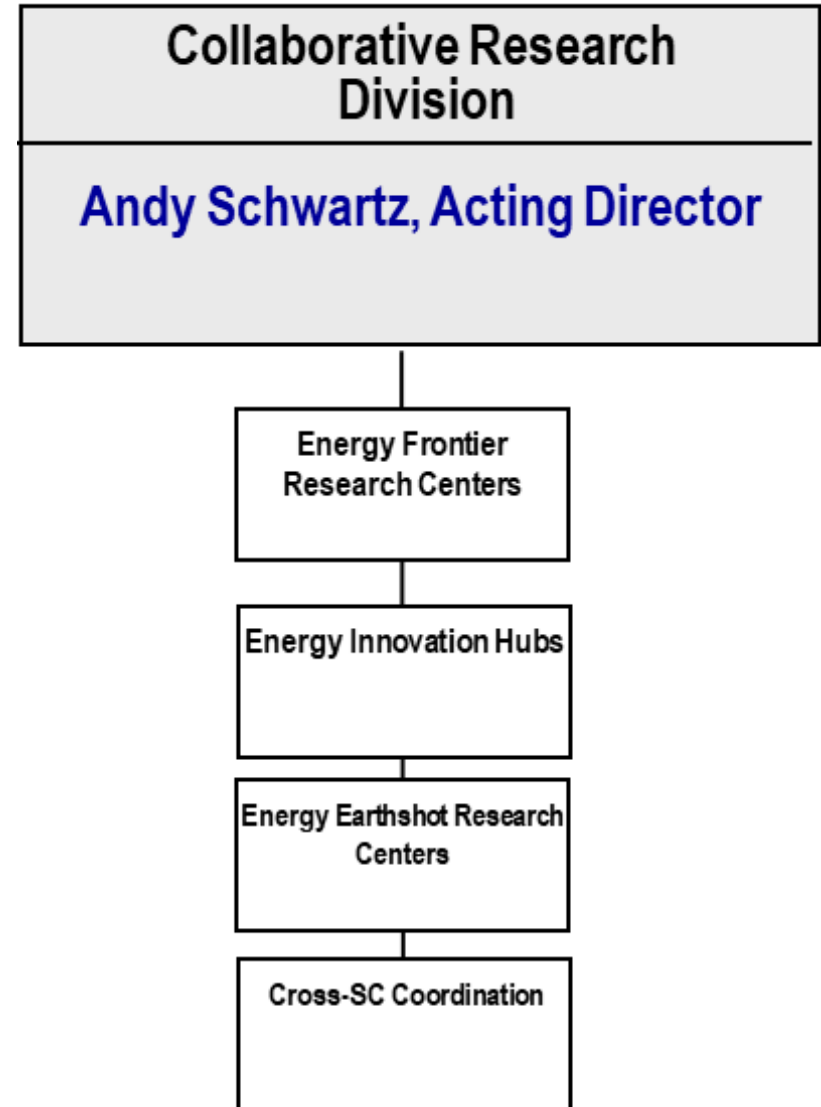 Collaborative Research
Division
Andy Schwartz, Acting Director
Energy Frontier
Research Centers
Energy Innovation Hubs
Energy Earthshot Research
Centers
Cross-SC Coordination